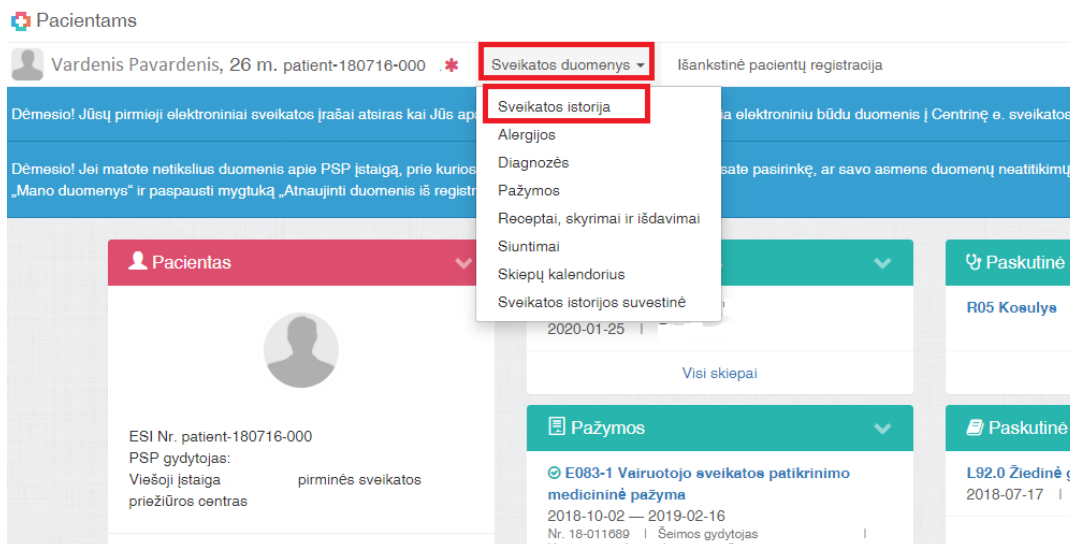 Pacientams
Vardenis Pavardenis, 26 m. patient-180716-000 . *
Sveikatos duomenys
Išankstinė pacientų registracija
Dėmesio! Jūsų pirmieji elektroniniai sveikatos įrašai atsiras kai Jūs
ia elektroniniu būdu duomenis į Centrinę e. sveikatos
Dėmesio! Jei matote netikslius duomenis apie PSP įstaigą, prie kurios
sate pasirinkę, ar savo asmens duomenų neatitikimų
„Mano duomenys“ ir paspausti mygtuką „Atnaujinti duomenis iš registr
Sveikatos istorija
Alergijos
Diagnozės
Pažymos
Receptai, skyrimai ir išdavimai
Siuntimai
Skiepų kalendorius
Sveikatos istorijos suvestinė
Pacientas
ESI Nr. patient-180716-000
PSP gydytojas:
Viešoji įstaiga pirminės sveikatos
priežiūros centras
2020-01-25 |
Visi skiepai
Pažymos
E083-1 Vairuotojo sveikatos patikrinimo
medicininė pažyma
2018-10-02 — 2019-02-16
Nr. 18-011689 | Šeimos gydytojas |
Paskutinė
R05 Kosulys
Paskutinė
L92.0 Žiedinė g
2018-07-17 |